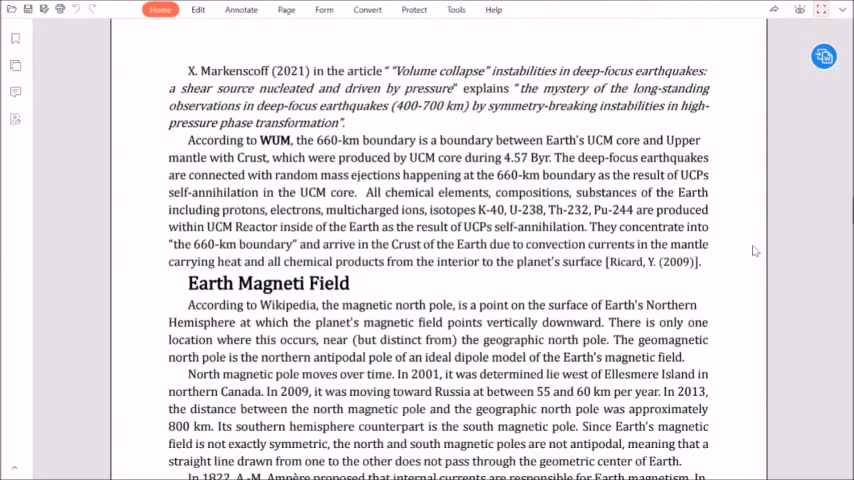 Home Edit Annotate Page Form Convert Protect Tools Help
X. Markenscoff (2021) in the article “ “Volume collapse” instabilities in deep-focus earthquakes:
a shear source nucleated and driven by pressure” explains “the mystery of the long-standing
observations in deep-focus earthquakes (400-700 km) by symmetry-breaking instabilities in high-
pressure phase transformation”.
According to WUM, the 660-km boundary is a boundary between Earth's UCM core and Upper
mantle with Crust, which were produced by UCM core during 4.57 Byr. The deep-focus earthquakes
are connected with random mass ejections happening at the 660-km boundary as the result of UCPs
self-annihilation in the UCM core. All chemical elements, compositions, substances of the Earth
including protons, electrons, multicharged ions, isotopes K-40, U-238, Th-232, Pu-244 are produced
within UCM Reactor inside of the Earth as the result of UCPs self-annihilation. They concentrate into
“the 660-km boundary” and arrive in the Crust of the Earth due to convection currents in the mantle
carrying heat and all chemical products from the interior to the planet's surface [Ricard, Y. (2009)].
Earth Magneti Field
According to Wikipedia, the magnetic north pole, is a point on the surface of Earth's Northern
Hemisphere at which the planet's magnetic field points vertically downward. There is only one
location where this occurs, near (but distinct from) the geographic north pole. The geomagnetic
north pole is the northern antipodal pole of an ideal dipole model of the Earth's magnetic field.
North magnetic pole moves over time. In 2001, it was determined lie west of Ellesmere Island in
northern Canada. In 2009, it was moving toward Russia at between 55 and 60 km per year. In 2013,
the distance between the north magnetic pole and the geographic north pole was approximately
800 km. Its southern hemisphere counterpart is the south magnetic pole. Since Earth's magnetic
field is not exactly symmetric, the north and south magnetic poles are not antipodal, meaning that a
straight line drawn from one to the other does not pass through the geometric center of Earth.
In 1822, A.-M. Ampère proposed that internal currents are responsible for Earth magnetism. In